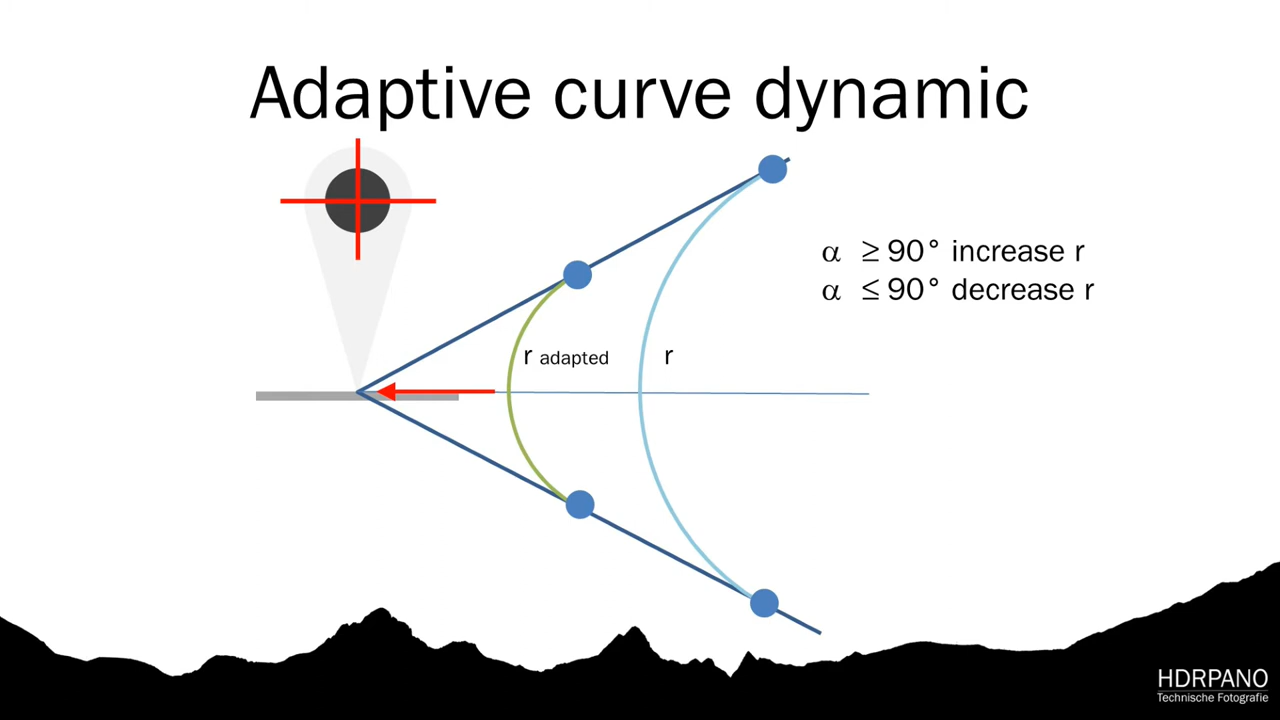 Adaptive curve dynamic
α ≥ 90° increase r
α ≤ 90° decrease r
r adapted
r
HDRPANO
Technische Fotografie